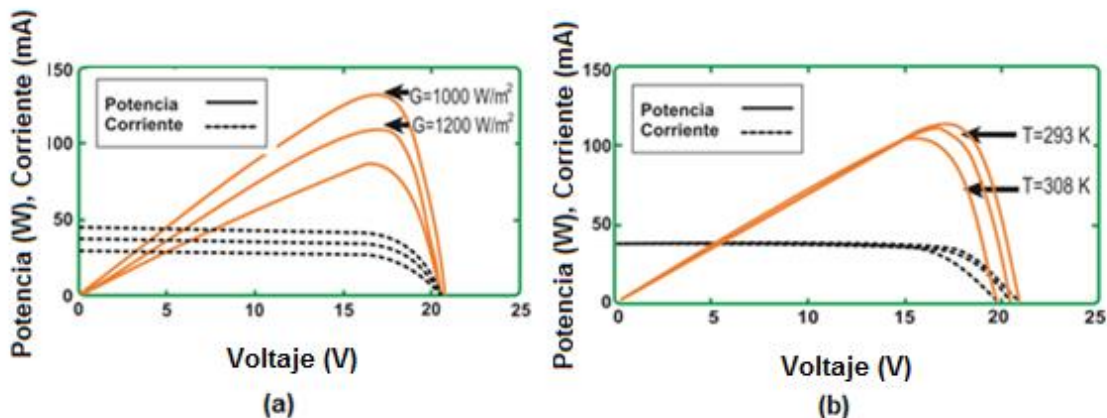 Potencia (W), Corriente (mA)
150
100
50
0
Potencia
Corriente
G=1000 W/m²
G=1200 W/m²
0 5 10 15 20 25
Voltaje (V)
(a)
Potencia (W), Corriente (mA)
150
100
50
0
Potencia
Corriente
T=293 K
T=308 K
0 5 10 15 20 25
Voltaje (V)
(b)